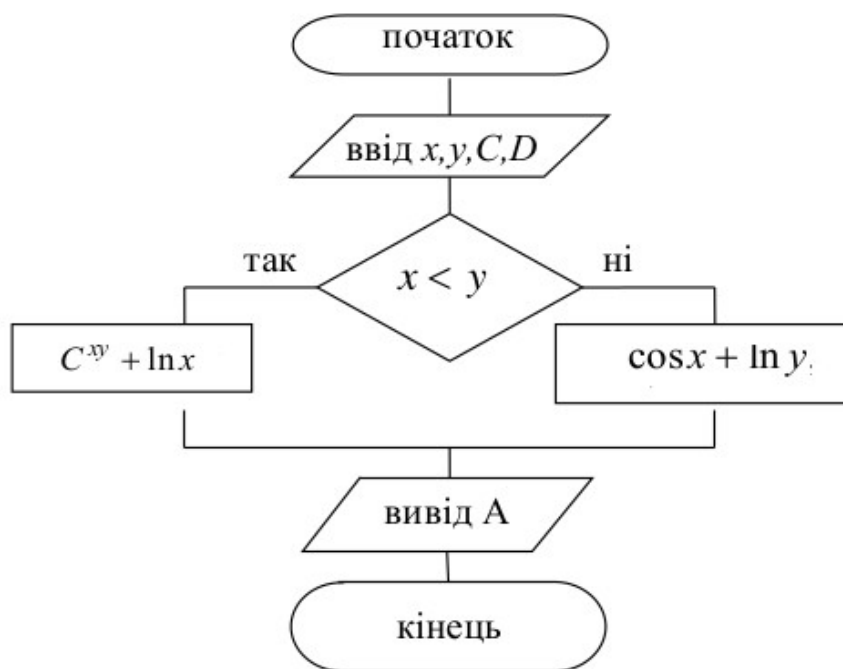 початок
ввід x,y,C,D
так
x < y
ні
C^{xy} + ln x
cos x + ln y
вивід A
кінець